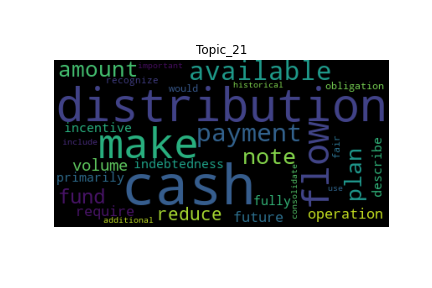 Topic_21
amount
important
recognize
available
would
historical
obligation
distribution
incentive
make
payment
flow
fair
include
volume
indebtedness
note
plan
describe
primarily
cash
use
fund
fully
consolidate
require
reduce
future
operation
additional